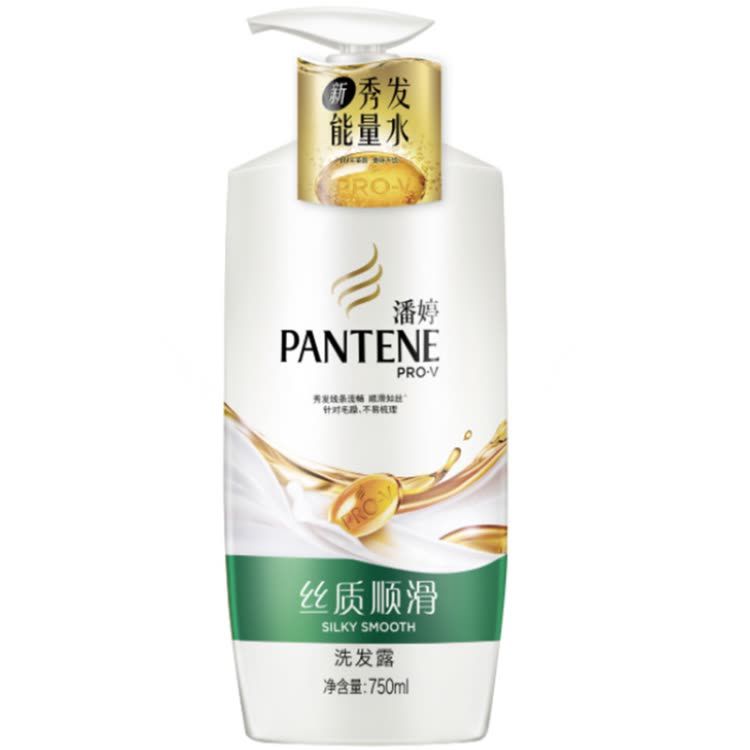 新秀发
能量水
PRO-V
潘婷
PANTENE
PRO-V
秀发线条流畅 顺滑如丝
针对毛躁,不易梳理
PRO-V
丝质顺滑
SILKY SMOOTH
洗发露
净含量:750ml